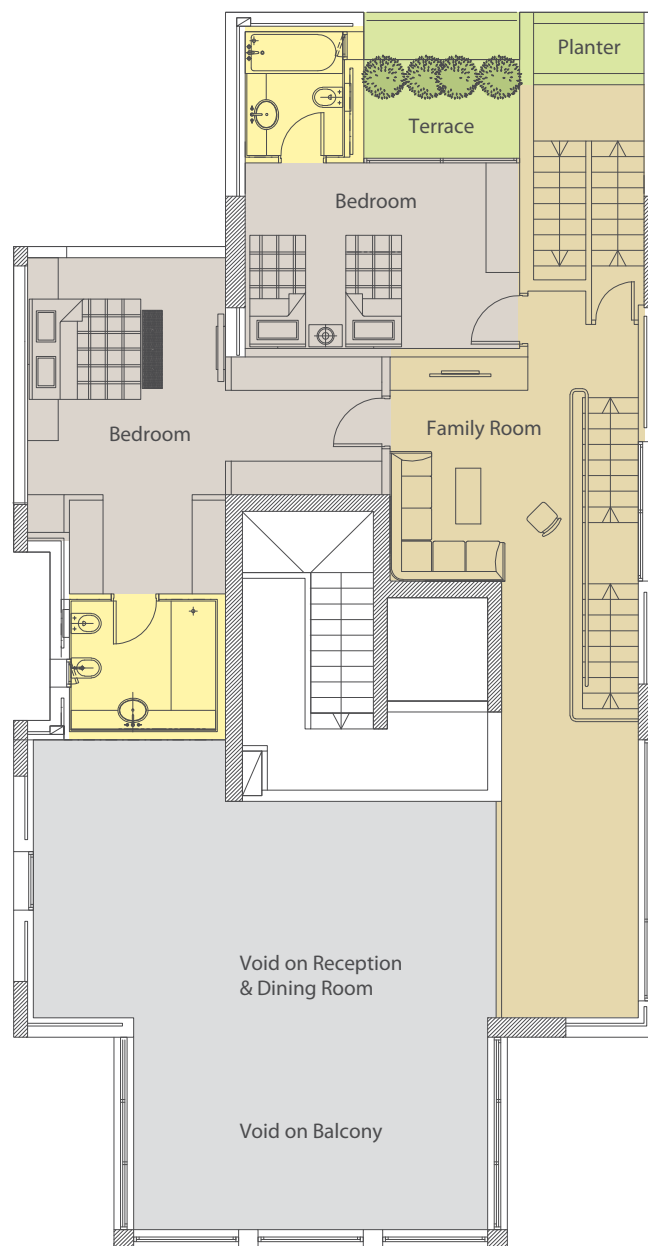 Planter
Terrace
Bedroom
Family Room
Bedroom
Void on Reception
& Dining Room
Void on Balcony